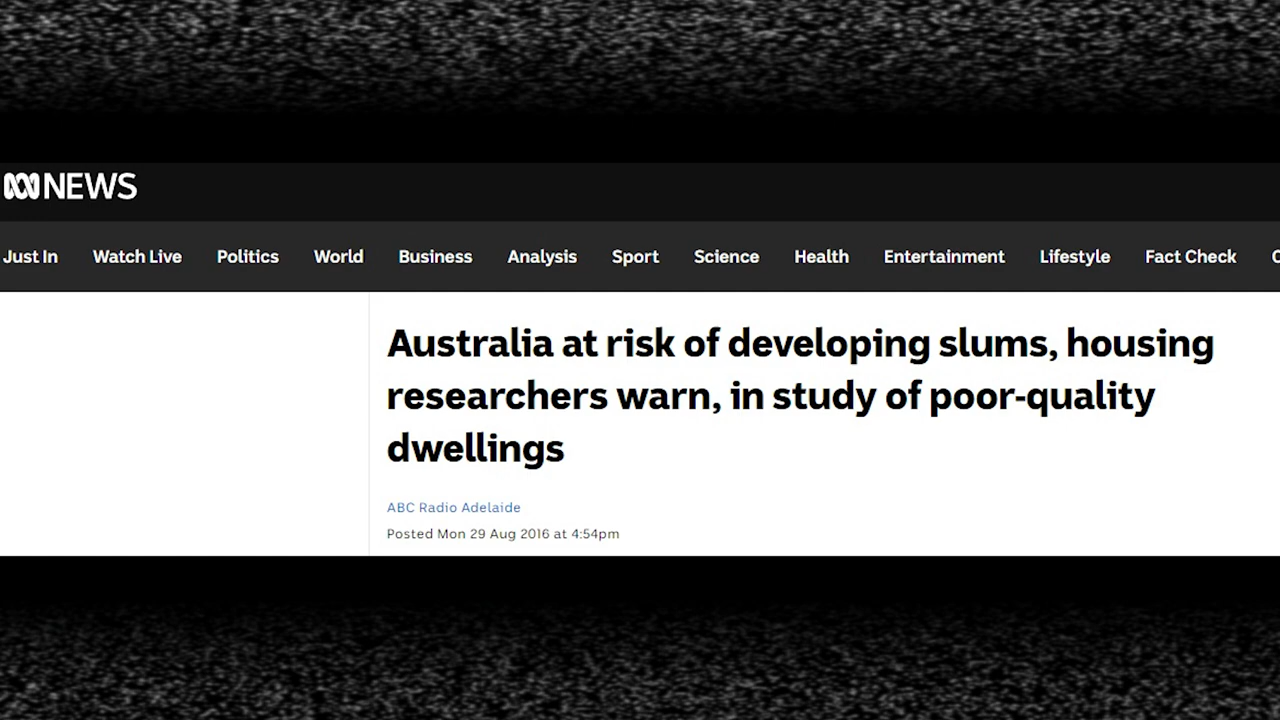 NEWS
Just In Watch Live Politics World Business Analysis Sport Science Health Entertainment Lifestyle Fact Check
Australia at risk of developing slums, housing
researchers warn, in study of poor-quality
dwellings
ABC Radio Adelaide
Posted Mon 29 Aug 2016 at 4:54pm